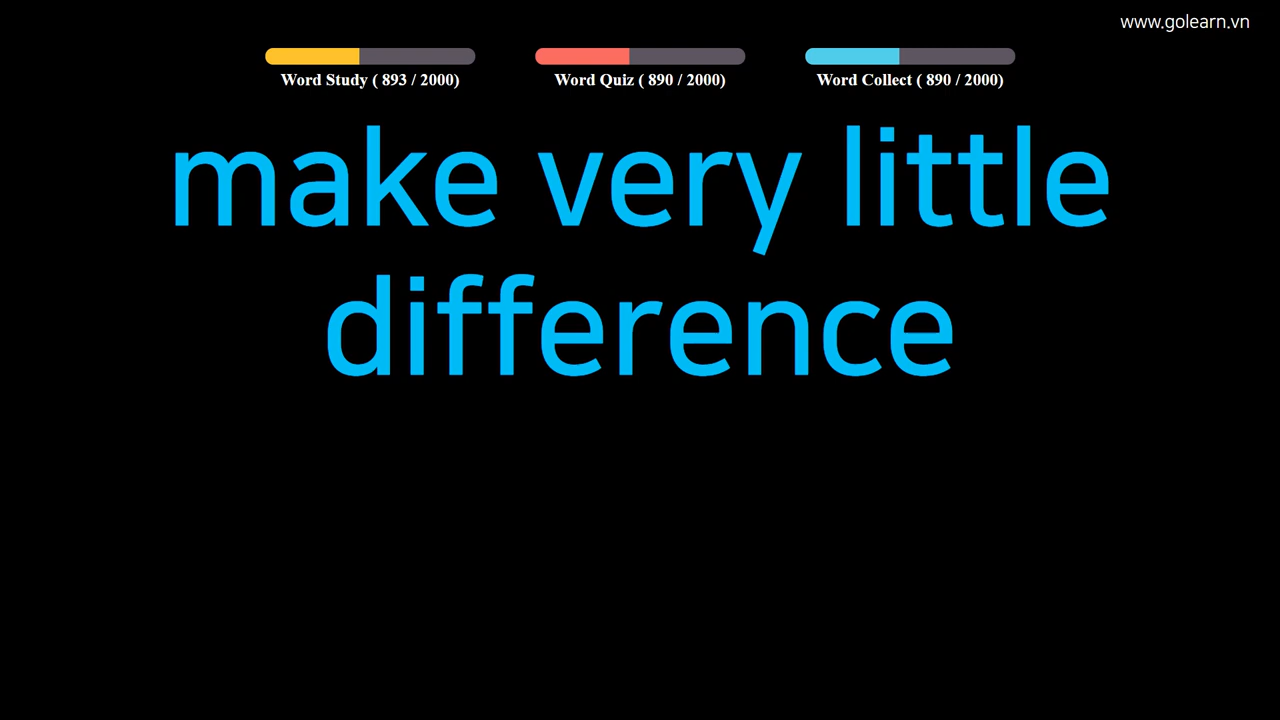 www.golearn.vn
Word Study ( 893 / 2000)
Word Quiz ( 890 / 2000)
Word Collect ( 890 / 2000)
make very little
difference